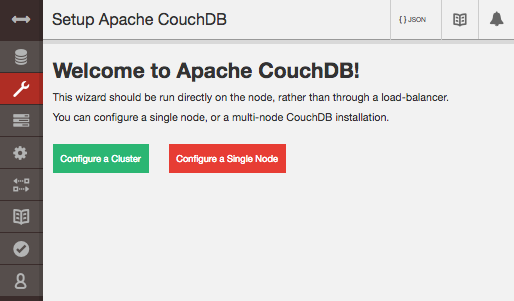 Setup Apache CouchDB
{ } JSON
Welcome to Apache CouchDB!
This wizard should be run directly on the node, rather than through a load-balancer.
You can configure a single node, or a multi-node CouchDB installation.
Configure a Cluster
Configure a Single Node